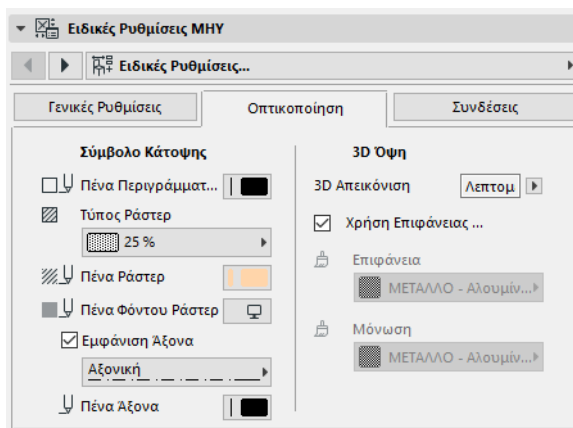 Ειδικές Ρυθμίσεις ΜΗΥ
Ειδικές Ρυθμίσεις...
Γενικές Ρυθμίσεις
Οπτικοποίηση
Συνδέσεις
Σύμβολο Κάτοψης
Πένα Περιγράμματ...
Τύπος Ράστερ
25 %
Πένα Ράστερ
Πένα Φόντου Ράστερ
Εμφάνιση Άξονα
Αξονική
Πένα Άξονα
3D Όψη
3D Απεικόνιση
Λεπτομ
Χρήση Επιφάνειας ...
Επιφάνεια
ΜΕΤΑΛΛΟ - Αλουμίν...
Μόνωση
ΜΕΤΑΛΛΟ - Αλουμίν...